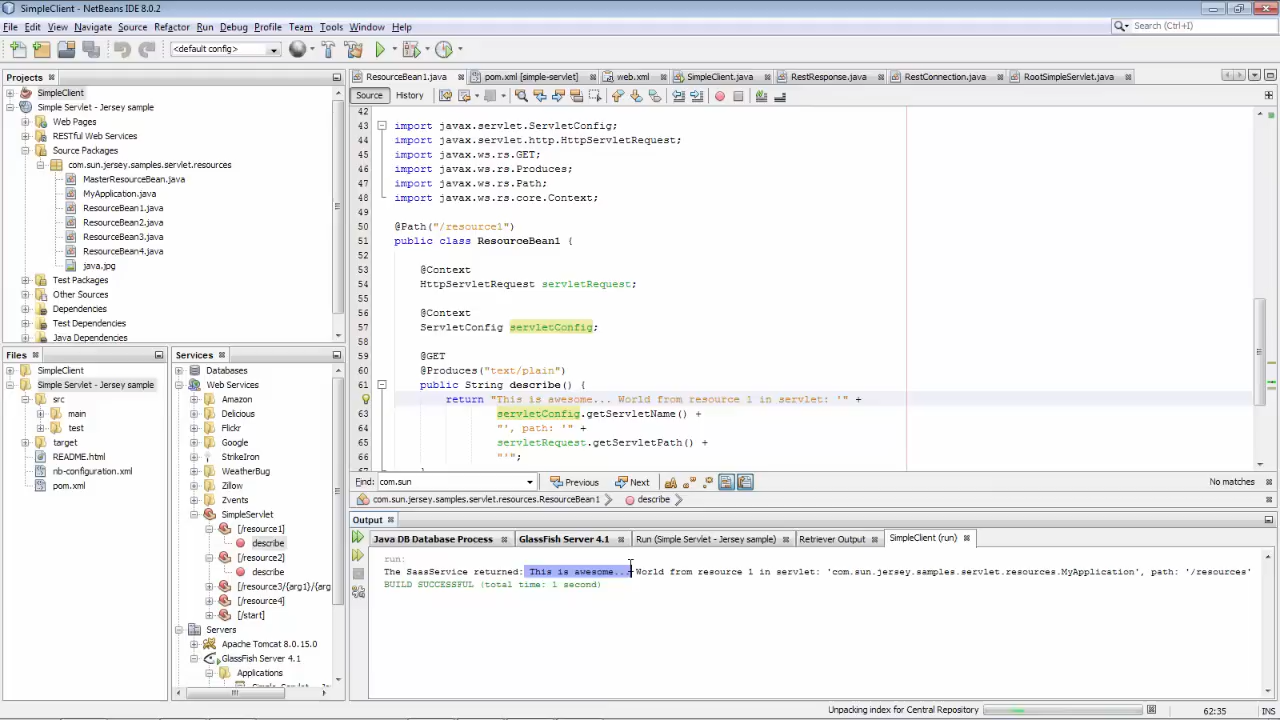 SimpleClient - NetBeans IDE 8.0.2
File Edit View Navigate Source Refactor Run Debug Profile Team Tools Window Help
Search (Ctrl+I)
<default config>
Projects
SimpleClient
Simple Servlet - Jersey sample
Web Pages
RESTful Web Services
Source Packages
com.sun.jersey.samples.servlet.resources
MasterResourceBean.java
MyApplication.java
ResourceBean1.java
ResourceBean2.java
ResourceBean3.java
ResourceBean4.java
java.jpg
Test Packages
Other Sources
Dependencies
Test Dependencies
Java Dependencies
Files
SimpleClient
Simple Servlet - Jersey sample
src
main
test
target
README.html
nb-configuration.xml
pom.xml
Services
Databases
Web Services
Amazon
Delicious
Flickr
Google
StrikeIron
WeatherBug
Zillow
Zvents
SimpleServlet
[/resource1]
describe
[/resource2]
describe
[/resource3/{arg1}/{arg
[/resource4]
[/start]
Servers
Apache Tomcat 8.0.15.0
GlassFish Server 4.1
Applications
ResourceBean1.java pom.xml [simple-servlet] web.xml SimpleClient.java RestResponse.java RestConnection.java RootSimpleServlet.java
Source History
42
43 import javax.servlet.ServletConfig;
44 import javax.servlet.http.HttpServletRequest;
45 import javax.ws.rs.GET;
46 import javax.ws.rs.Produces;
47 import javax.ws.rs.Path;
48 import javax.ws.rs.core.Context;
49
50 @Path("/resource1")
51 public class ResourceBean1 {
52
53 @Context
54 HttpServletRequest servletRequest;
55
56 @Context
57 ServletConfig servletConfig;
58
59 @GET
60 @Produces("text/plain")
61 public String describe() {
return "This is awesome... World from resource 1 in servlet: '" +
63 servletConfig.getServletName() +
64 "', path: '" +
65 servletRequest.getServletPath() +
66 "'";
Find: com.sun Previous Next No matches
com.sun.jersey.samples.servlet.resources.ResourceBean1 describe
Output
Java DB Database Process GlassFish Server 4.1 Run (Simple Servlet - Jersey sample) Retriever Output SimpleClient (run)
run:
The SaasService returned: This is awesome... World from resource 1 in servlet: 'com.sun.jersey.samples.servlet.resources.MyApplication', path: '/resources'
BUILD SUCCESSFUL (total time: 1 second)
Unpacking index for Central Repository 62:35 INS